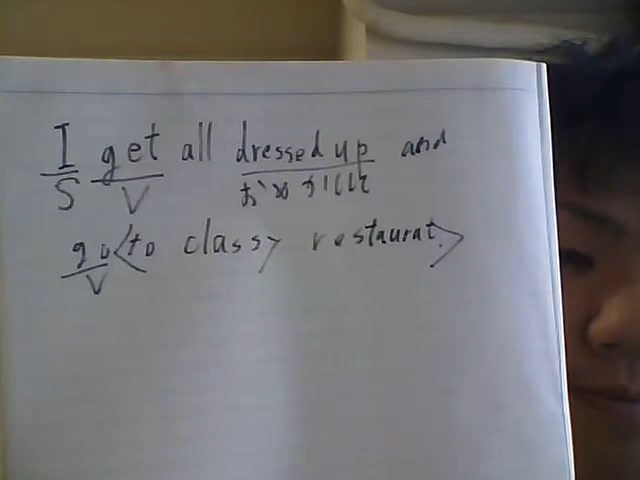 I get all dressed up and
S V おめかしして
go <to classy restaurat.>
V